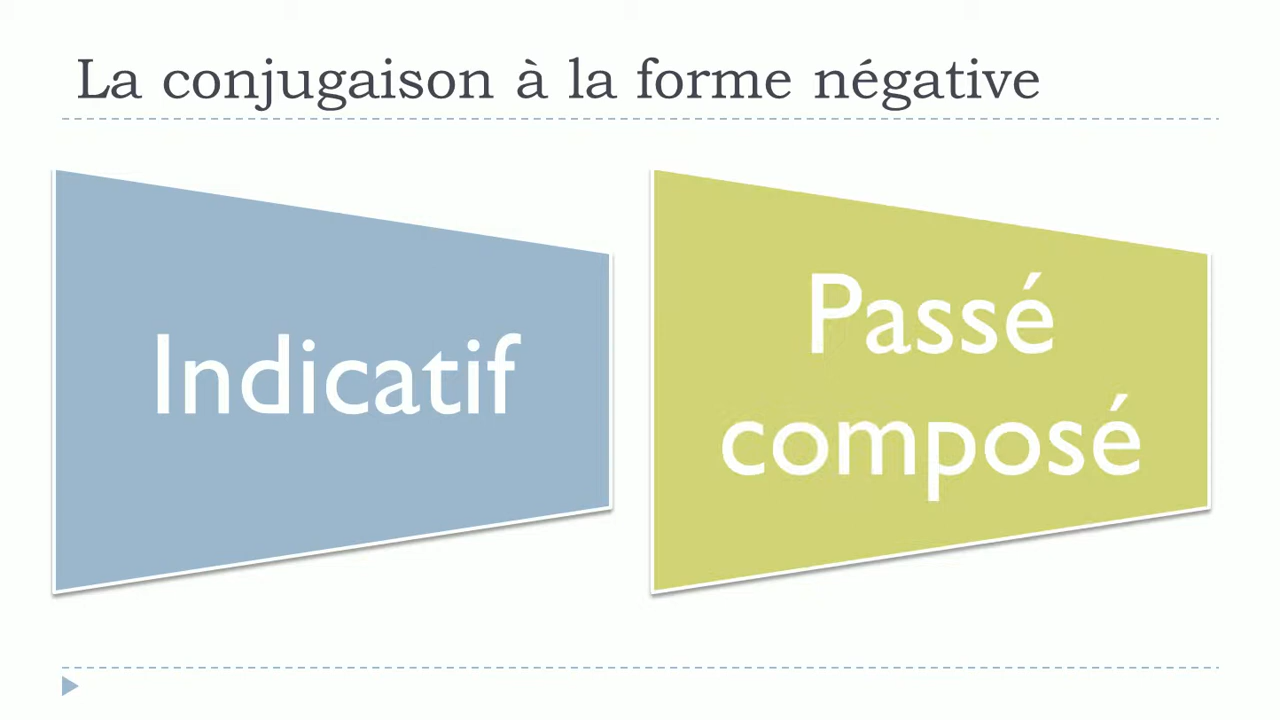 La conjugaison à la forme négative
Indicatif
Passé
composé